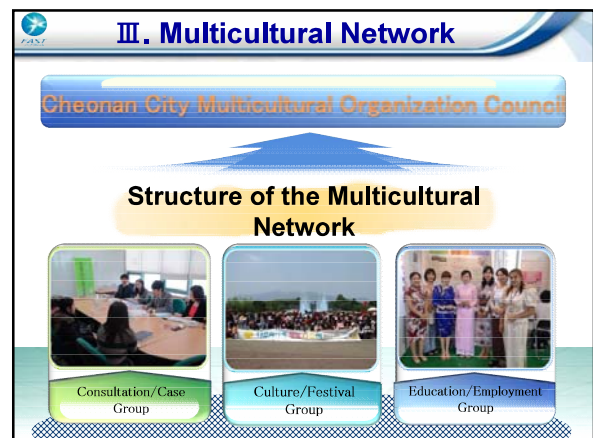 FAST
Ⅲ. Multicultural Network
Cheonan City Multicultural Organization Council
Structure of the Multicultural
Network
Consultation/Case
Group
Culture/Festival
Group
Education/Employment
Group